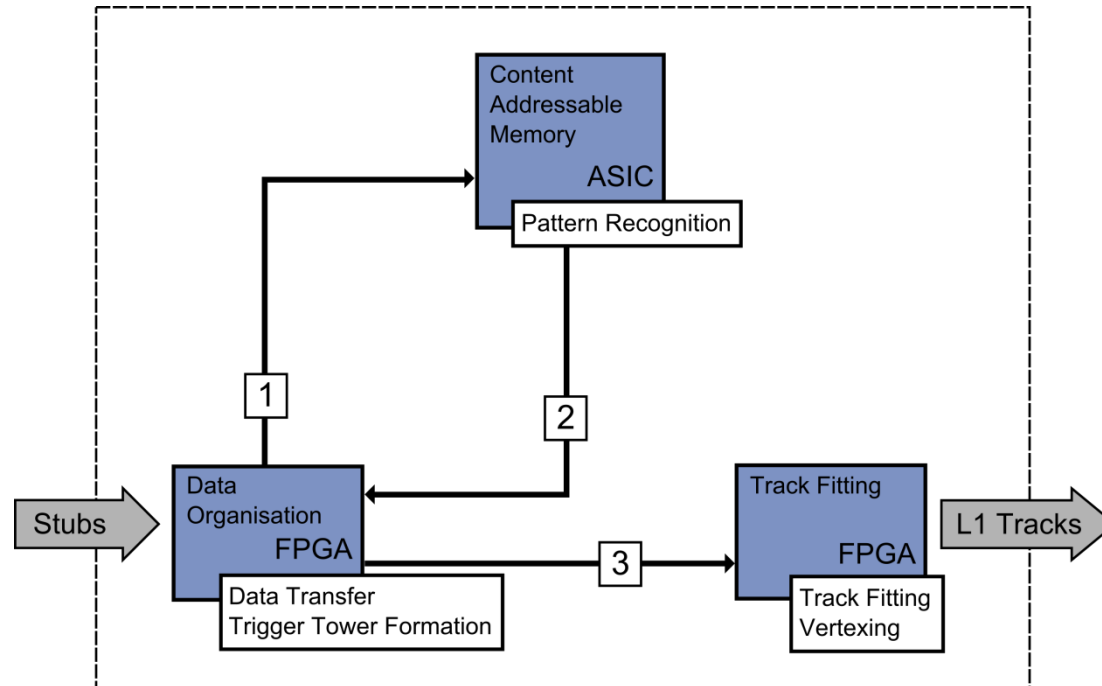 Content
Addressable
Memory
ASIC
Pattern Recognition
1
2
Stubs
Data
Organisation
FPGA
Data Transfer
Trigger Tower Formation
3
Track Fitting
FPGA
Track Fitting
Vertexing
L1 Tracks